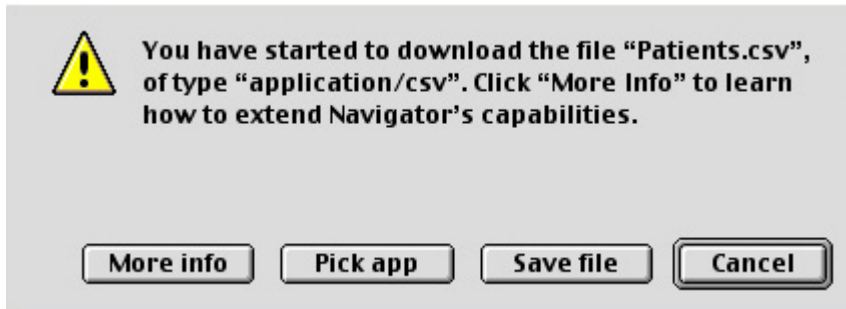 You have started to download the file “Patients.csv”,
of type “application/csv”. Click “More Info” to learn
how to extend Navigator’s capabilities.
More info
Pick app
Save file
Cancel